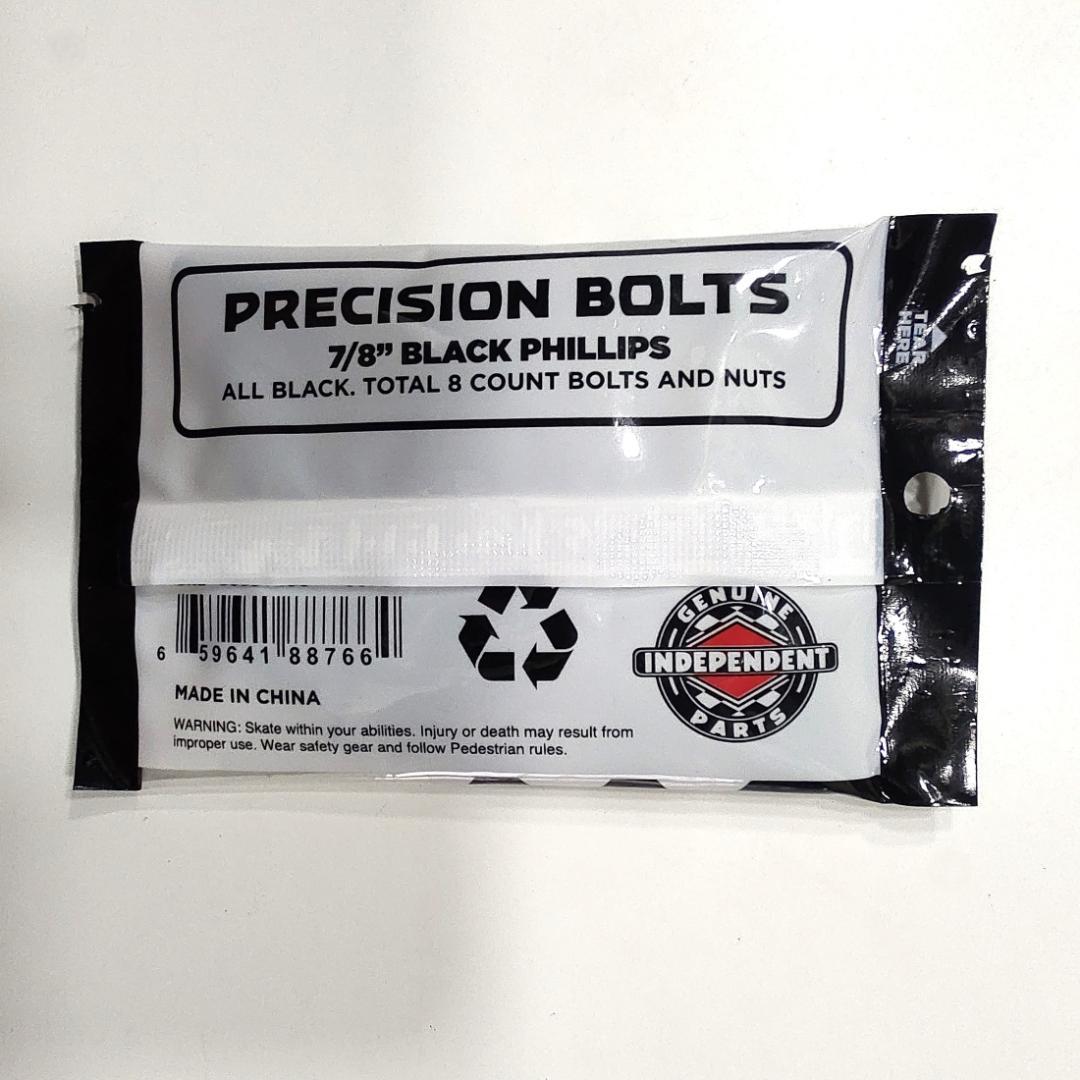 PRECISION BOLTS
7/8” BLACK PHILLIPS
ALL BLACK. TOTAL 8 COUNT BOLTS AND NUTS
TEAR
HERE
6 59641 88766
MADE IN CHINA
WARNING: Skate within your abilities. Injury or death may result from
improper use. Wear safety gear and follow Pedestrian rules.
GENUINE
INDEPENDENT
PARTS